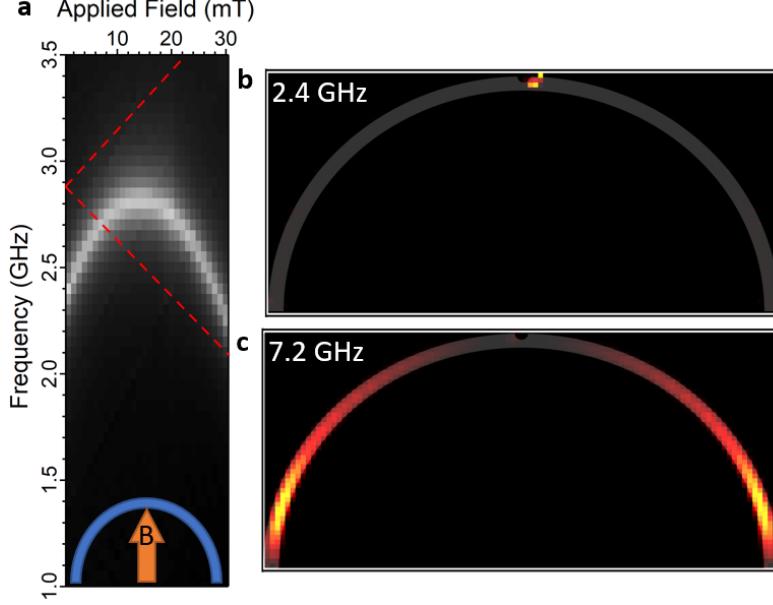 a
Applied Field (mT)
10 20 30
Frequency (GHz)
3.5
3.0
2.5
2.0
1.5
1.0
B
b
2.4 GHz
c
7.2 GHz